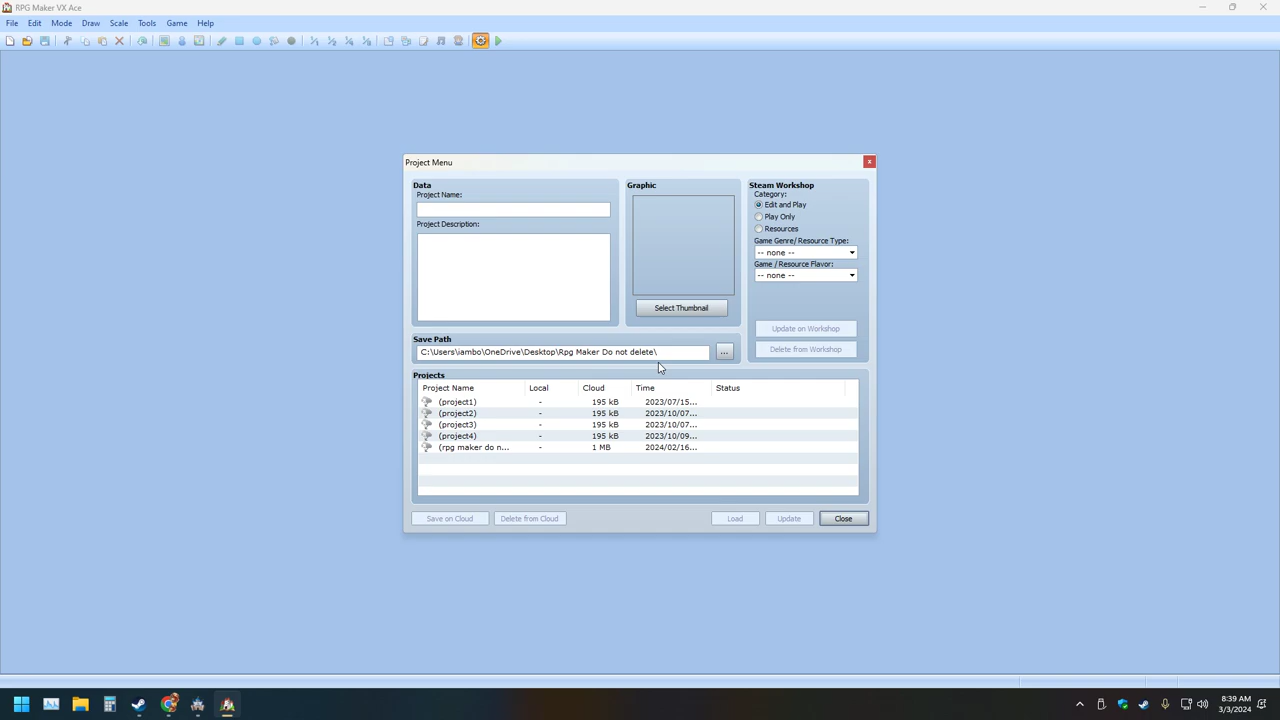 RPG Maker VX Ace
File Edit Mode Draw Scale Tools Game Help
Project Menu
Data
Project Name:
Project Description:
Graphic
Select Thumbnail
Steam Workshop
Category:
Edit and Play
Play Only
Resources
Game Genre/ Resource Type:
-- none --
Game / Resource Flavor:
-- none --
Update on Workshop
Delete from Workshop
Save Path
C:\Users\iambo\OneDrive\Desktop\Rpg Maker Do not delete\
...
Projects
Project Name Local Cloud Time Status
(project1) - 195 kB 2023/07/15...
(project2) - 195 kB 2023/10/07...
(project3) - 195 kB 2023/10/07...
(project4) - 195 kB 2023/10/09...
(rpg maker do n... - 1 MB 2024/02/16...
Save on Cloud Delete from Cloud Load Update Close
8:39 AM
3/3/2024